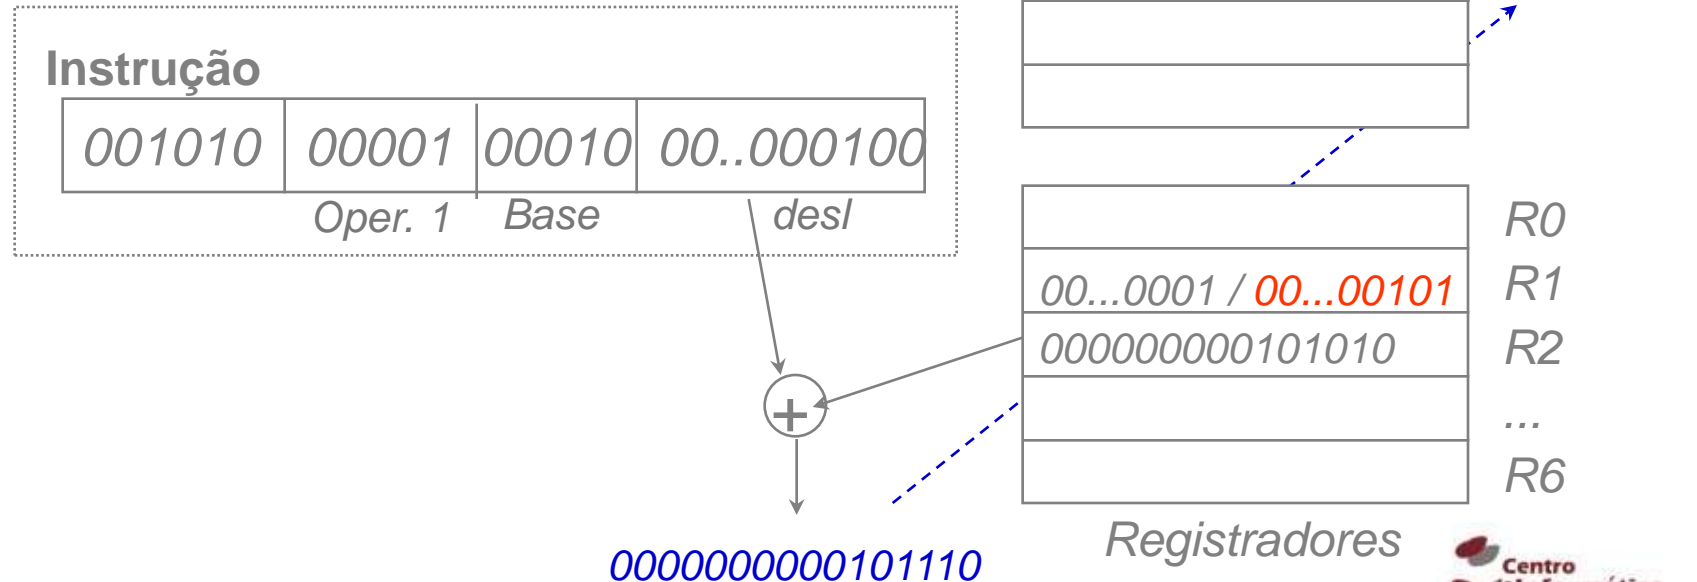 Instrução
001010 00001 00010 00..000100
Oper. 1 Base desl
R0
00...0001 / 00...00101 R1
000000000101010 R2
...
R6
+
Registradores
0000000000101110
Centro